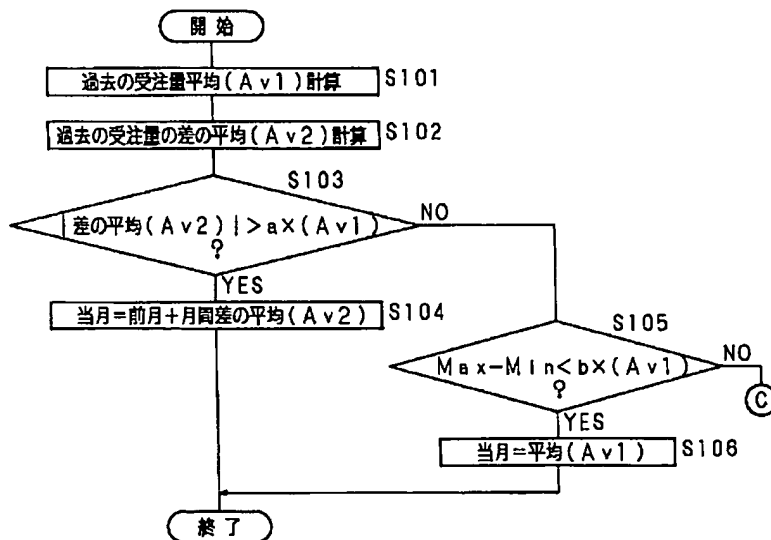 開始
過去の受注量平均(Av1)計算 S101
過去の受注量の差の平均(Av2)計算 S102
S103
|差の平均(Av2)|>a×(Av1)
?
NO
YES
当月=前月+月間差の平均(Av2) S104
S105
Max-Min<b×(Av1)
?
NO
C
YES
当月=平均(Av1) S106
終了